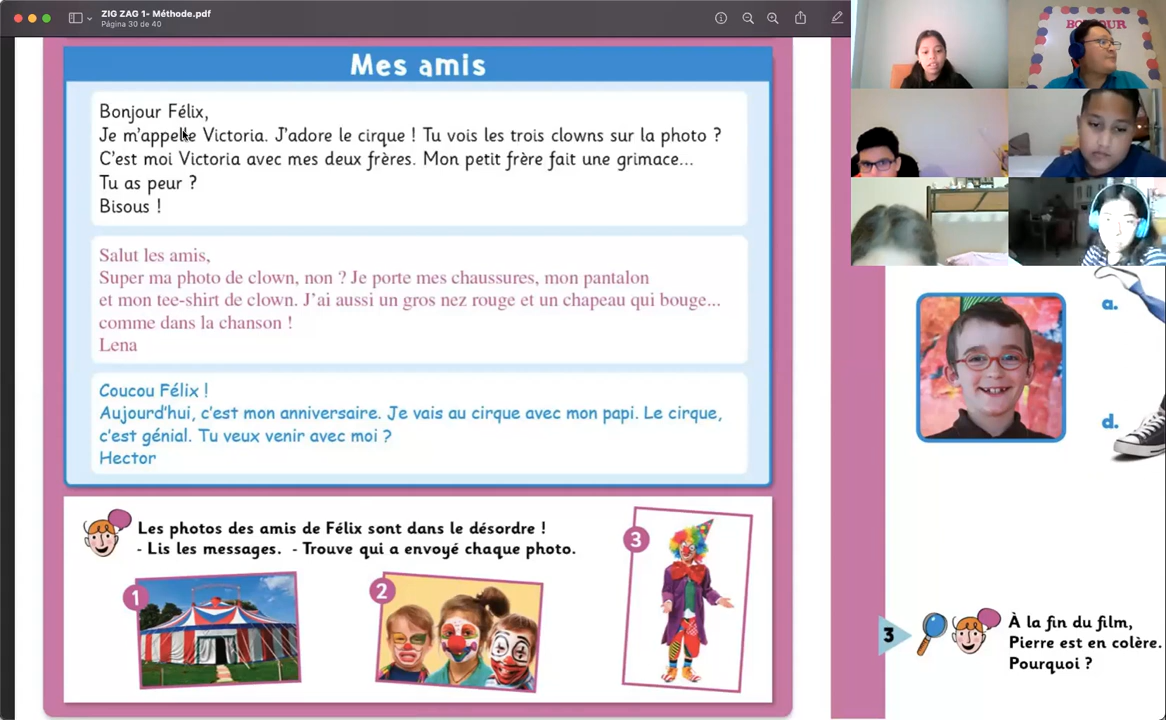 ZIG ZAG 1- Méthode.pdf
Página 30 de 40
Mes amis
Bonjour Félix,
Je m'appelle Victoria. J'adore le cirque ! Tu vois les trois clowns sur la photo ?
C'est moi Victoria avec mes deux frères. Mon petit frère fait une grimace...
Tu as peur ?
Bisous !
Salut les amis,
Super ma photo de clown, non ? Je porte mes chaussures, mon pantalon
et mon tee-shirt de clown. J'ai aussi un gros nez rouge et un chapeau qui bouge...
comme dans la chanson !
Lena
Coucou Félix !
Aujourd'hui, c'est mon anniversaire. Je vais au cirque avec mon papi. Le cirque,
c'est génial. Tu veux venir avec moi ?
Hector
Les photos des amis de Félix sont dans le désordre !
- Lis les messages. - Trouve qui a envoyé chaque photo.
1
2
3
a.
d.
3
À la fin du film,
Pierre est en colère.
Pourquoi ?